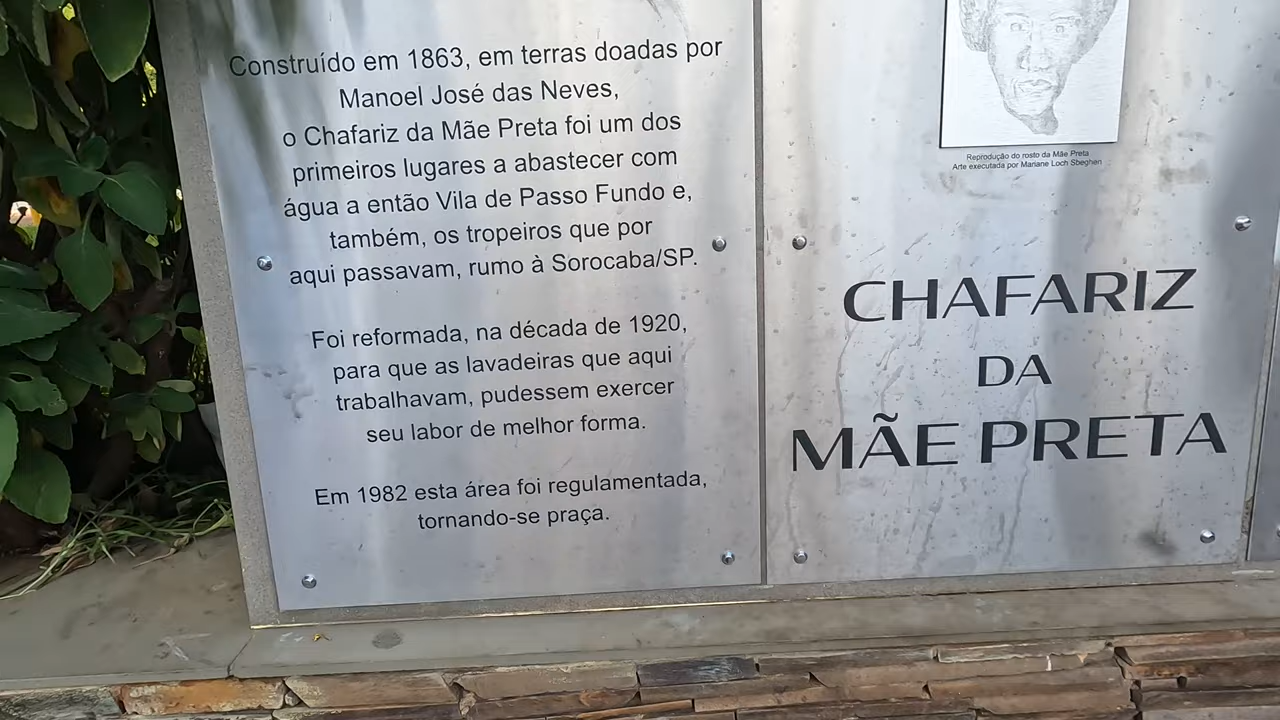 Construído em 1863, em terras doadas por
Manoel José das Neves,
o Chafariz da Mãe Preta foi um dos
primeiros lugares a abastecer com
água a então Vila de Passo Fundo e,
também, os tropeiros que por
aqui passavam, rumo à Sorocaba/SP.
Foi reformada, na década de 1920,
para que as lavadeiras que aqui
trabalhavam, pudessem exercer
seu labor de melhor forma.
Em 1982 esta área foi regulamentada,
tornando-se praça.
Reprodução do rosto da Mãe Preta
Arte executada por Mariane Loch Sbeghen
CHAFARIZ
DA
MÃE PRETA